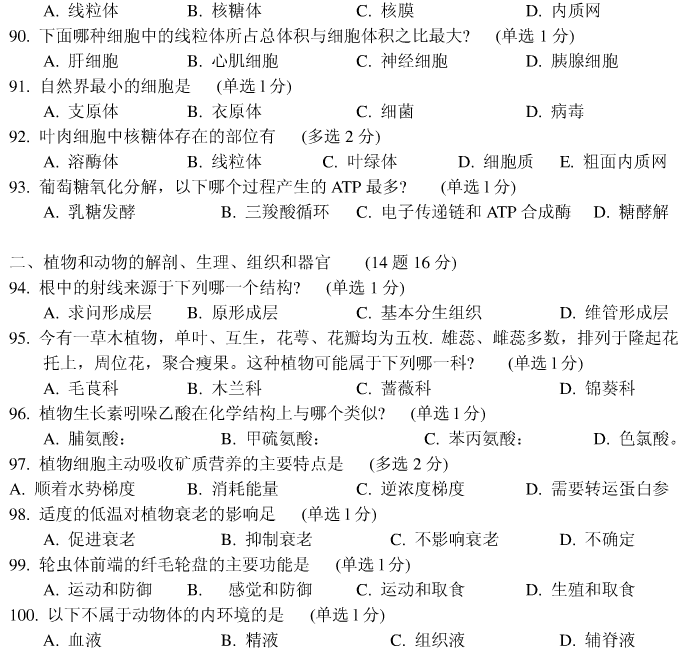 A. 线粒体 B. 核糖体 C. 核膜 D. 内质网
90. 下面哪种细胞中的线粒体所占总体积与细胞体积之比最大? (单选 1 分)
A. 肝细胞 B. 心肌细胞 C. 神经细胞 D. 胰腺细胞
91. 自然界最小的细胞是 (单选 1 分)
A. 支原体 B. 衣原体 C. 细菌 D. 病毒
92. 叶肉细胞中核糖体存在的部位有 (多选 2 分)
A. 溶酶体 B. 线粒体 C. 叶绿体 D. 细胞质 E. 粗面内质网
93. 葡萄糖氧化分解，以下哪个过程产生的 ATP 最多? (单选 1 分)
A. 乳糖发酵 B. 三羧酸循环 C. 电子传递链和 ATP 合成酶 D. 糖酵解
二、植物和动物的解剖、生理、组织和器官 (14 题 16 分)
94. 根中的射线来源于下列哪一个结构? (单选 1 分)
A. 求问形成层 B. 原形成层 C. 基本分生组织 D. 维管形成层
95. 今有一草木植物，单叶、互生，花萼、花瓣均为五枚. 雄蕊、雌蕊多数，排列于隆起花
托上，周位花，聚合瘦果。这种植物可能属于下列哪一科? (单选 1 分)
A. 毛茛科 B. 木兰科 C. 蔷薇科 D. 锦葵科
96. 植物生长素吲哚乙酸在化学结构上与哪个类似? (单选 1 分)
A. 脯氨酸： B. 甲硫氨酸： C. 苯丙氨酸： D. 色氯酸。
97. 植物细胞主动吸收矿质营养的主要特点是 (多选 2 分)
A. 顺着水势梯度 B. 消耗能量 C. 逆浓度梯度 D. 需要转运蛋白参
98. 适度的低温对植物衰老的影响足 (单选 1 分)
A. 促进衰老 B. 抑制衰老 C. 不影响衰老 D. 不确定
99. 轮虫体前端的纤毛轮盘的主要功能是 (单选 1 分)
A. 运动和防御 B. 感觉和防御 C. 运动和取食 D. 生殖和取食
100. 以下不属于动物体的内环境的是 (单选 1 分)
A. 血液 B. 精液 C. 组织液 D. 辅脊液